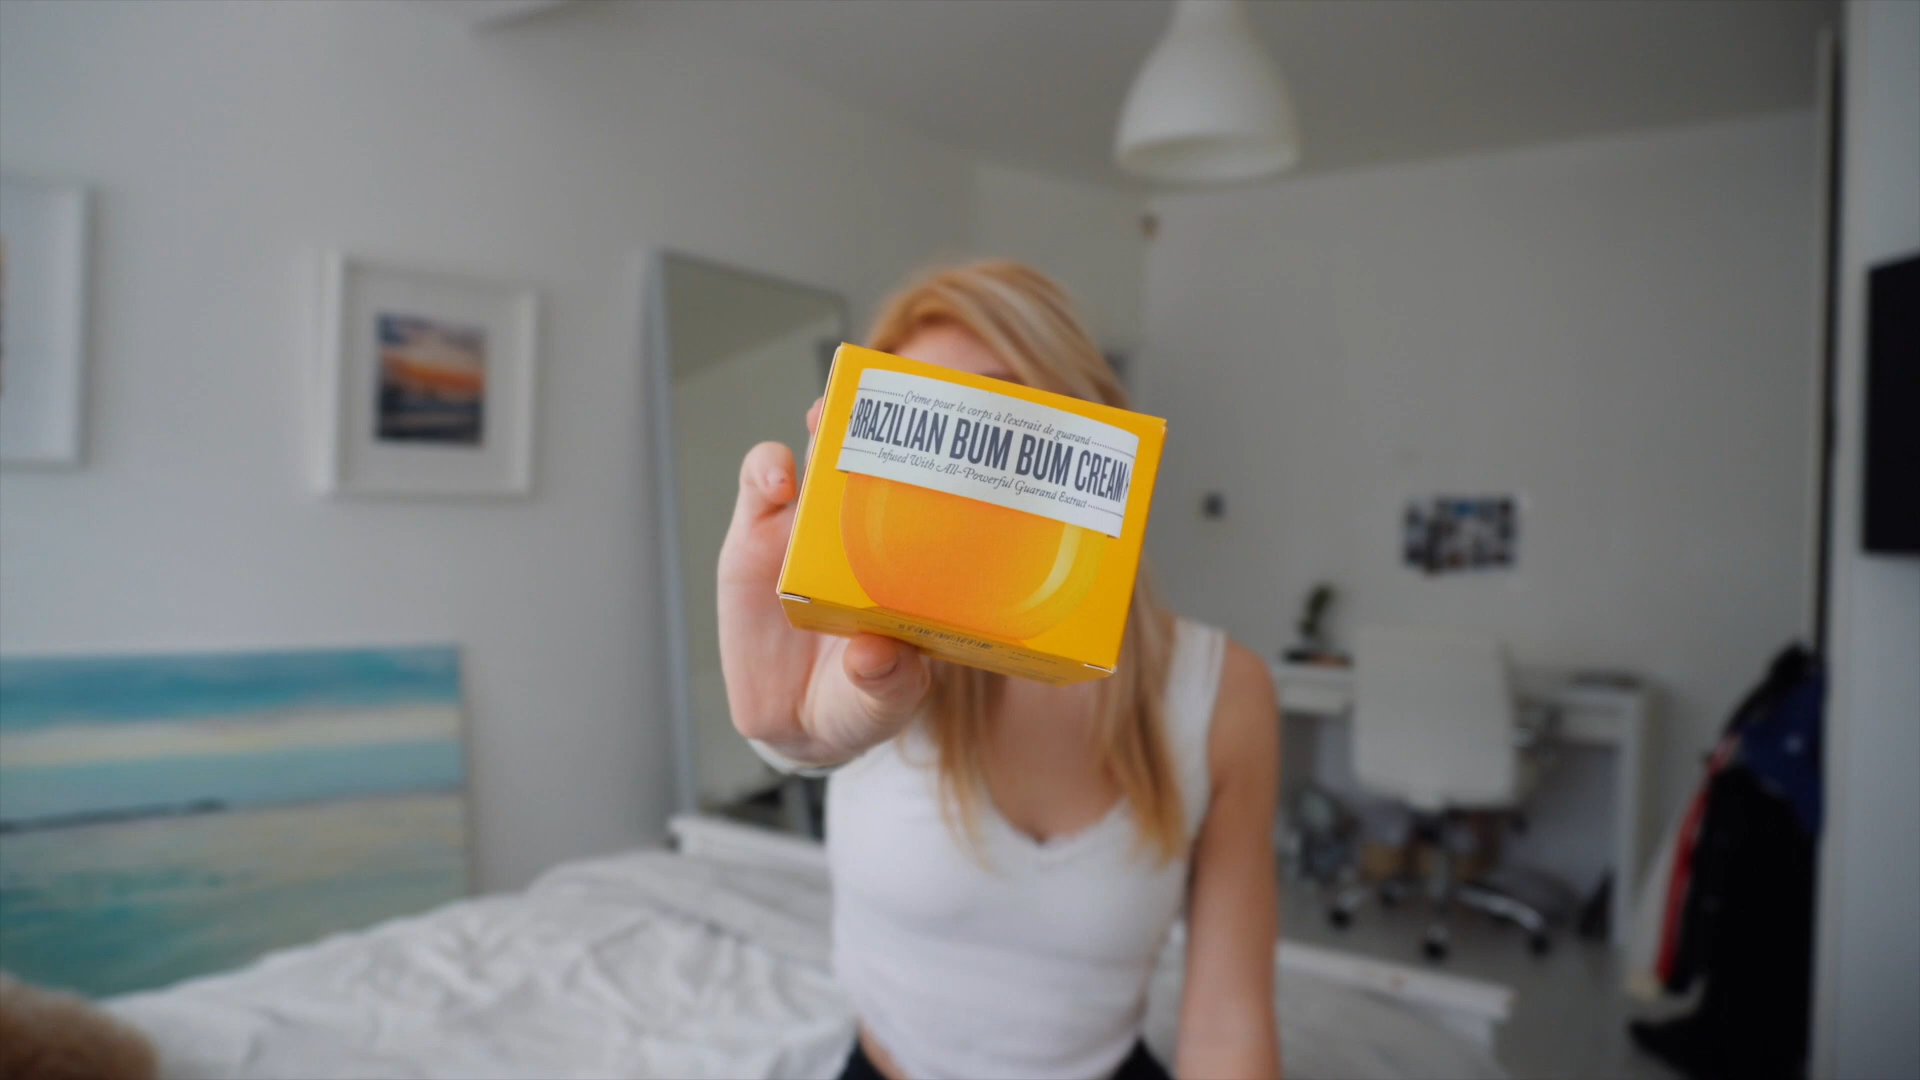 Crème pour le corps à l'extrait de guaraná
BRAZILIAN BUM BUM CREAM
Infused With All-Powerful Guaraná Extract